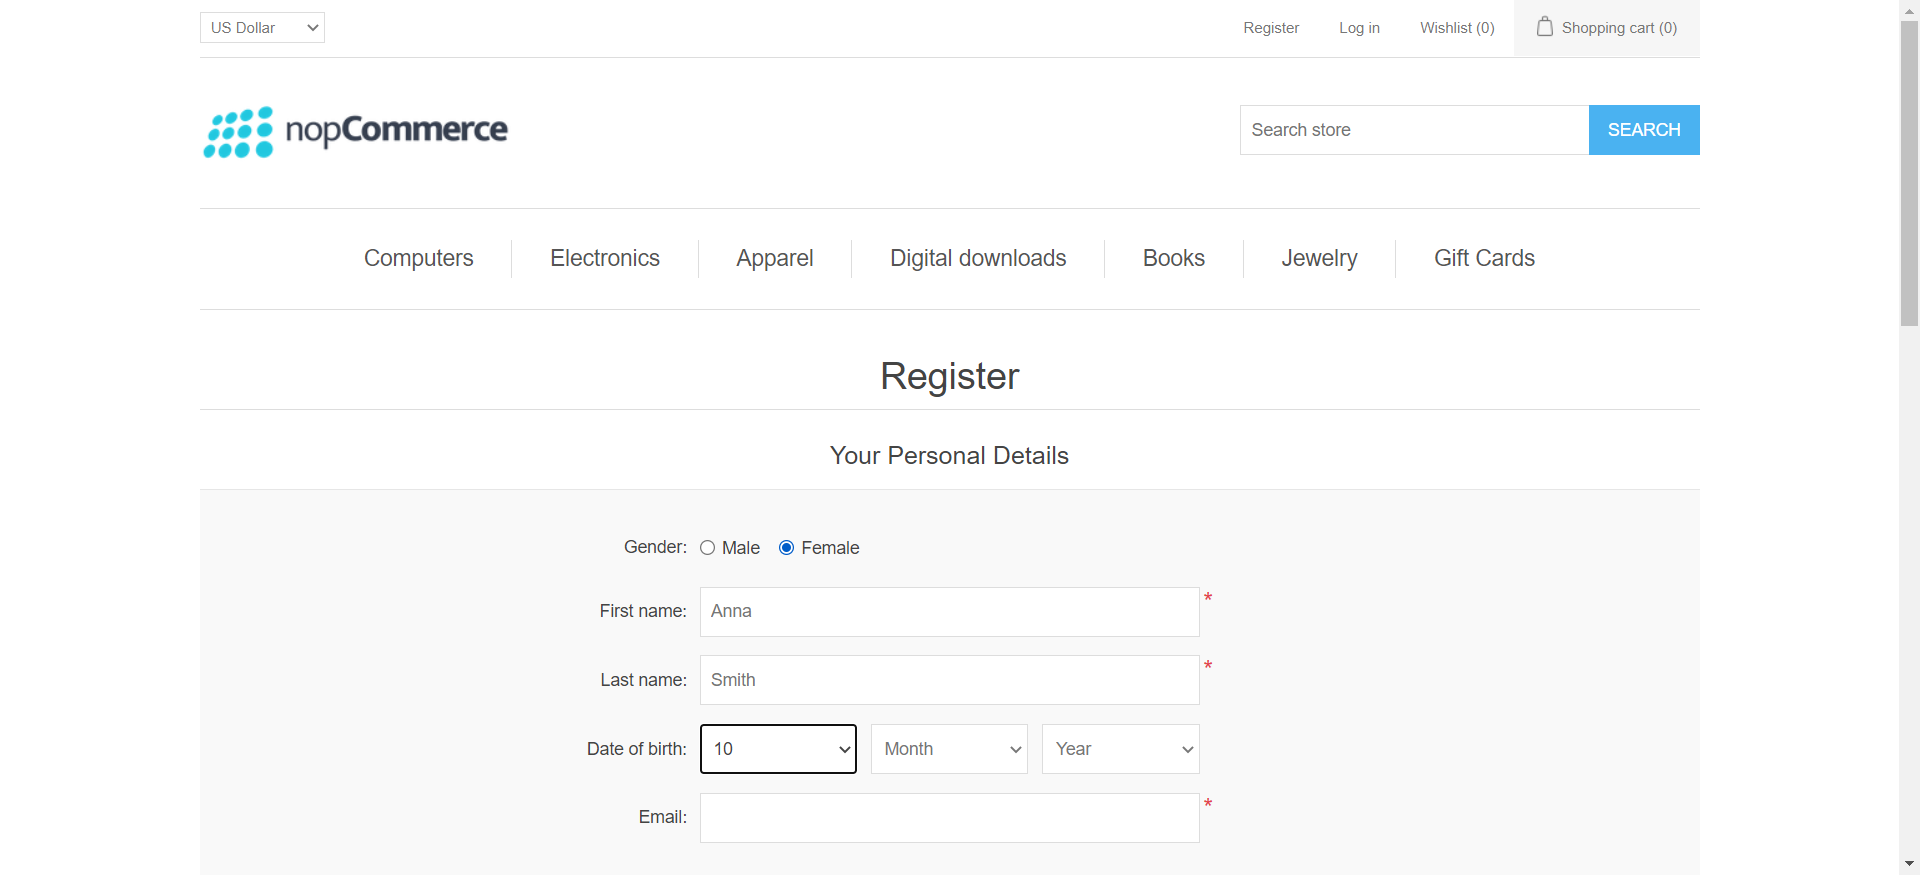 US Dollar
Register Log in Wishlist (0) Shopping cart (0)
nopCommerce
Search store SEARCH
Computers Electronics Apparel Digital downloads Books Jewelry Gift Cards
Register
Your Personal Details
Gender: Male Female
First name: Anna *
Last name: Smith *
Date of birth: 10 Month Year
Email: *